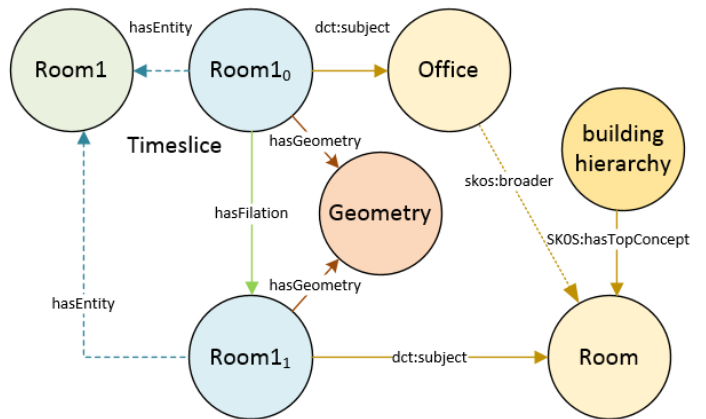 hasEntity
dct:subject
Room1
Room1₀
Office
building
hierarchy
Timeslice
hasGeometry
skos:broader
hasFilation
Geometry
SK0S:hasTopConcept
hasGeometry
hasEntity
Room1₁
dct:subject
Room